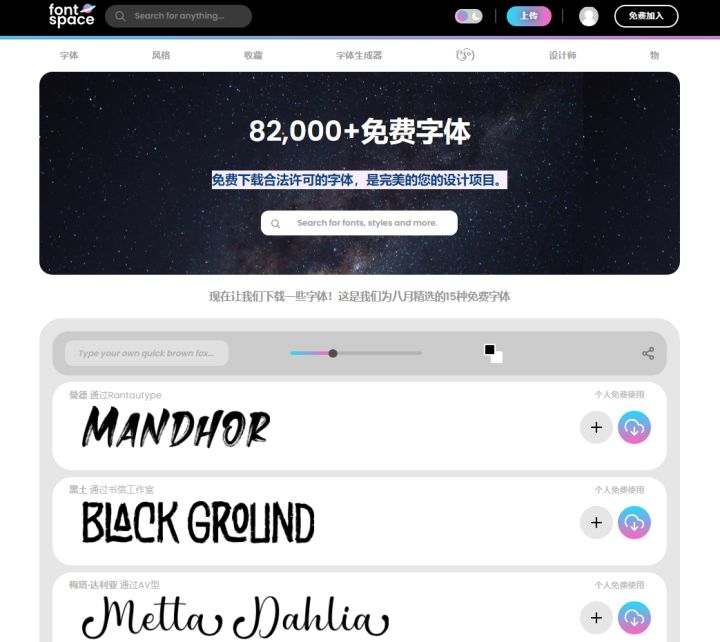 font
space
Search for anything...
上传
免费加入
字体
风格
收藏
字体生成器
( ͡° ͜ʖ ͡°)
设计师
物
82,000+免费字体
免费下载合法许可的字体，是完美的您的设计项目。
Search for fonts, styles and more.
现在让我们下载一些字体！这是我们为八月精选的15种免费字体
Type your own quick brown fox...
曼德 通过Rantautype
个人免费使用
MANDHOR
黑土 通过书信工作室
个人免费使用
BLACK GROUND
梅塔·达利亚 通过AV型
个人免费使用
Metta Dahlia